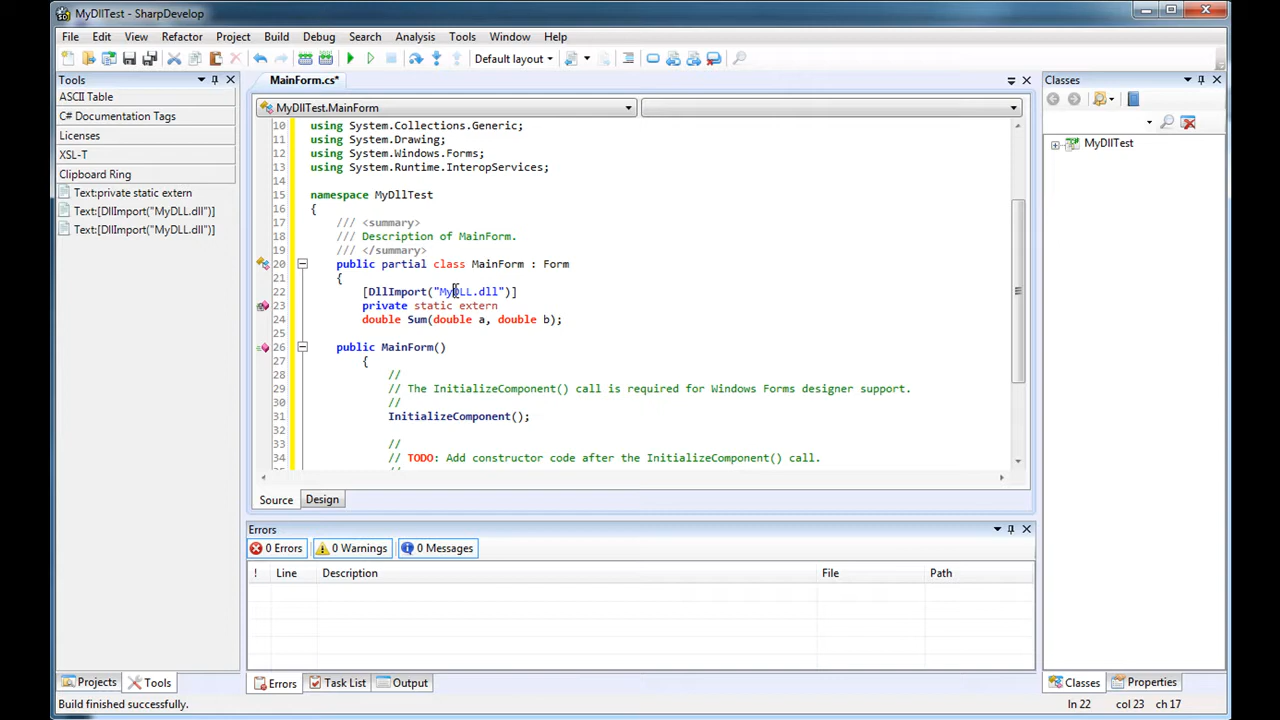 MyDllTest - SharpDevelop
File Edit View Refactor Project Build Debug Search Analysis Tools Window Help
Default layout
Tools
ASCII Table
C# Documentation Tags
Licenses
XSL-T
Clipboard Ring
Text:private static extern
Text:[DllImport("MyDLL.dll")]
Text:[DllImport("MyDLL.dll")]
MainForm.cs*
MyDllTest.MainForm
10 using System.Collections.Generic;
11 using System.Drawing;
12 using System.Windows.Forms;
13 using System.Runtime.InteropServices;
14
15 namespace MyDllTest
16 {
17 /// <summary>
18 /// Description of MainForm.
19 /// </summary>
20 public partial class MainForm : Form
21 {
22 [DllImport("MyDLL.dll")]
23 private static extern
24 double Sum(double a, double b);
25
26 public MainForm()
27 {
28 //
29 // The InitializeComponent() call is required for Windows Forms designer support.
30 //
31 InitializeComponent();
32
33 //
34 // TODO: Add constructor code after the InitializeComponent() call.
//
Source Design
Errors
0 Errors 0 Warnings 0 Messages
! Line Description File Path
Classes
MyDllTest
Projects Tools
Errors Task List Output
Classes Properties
Build finished successfully.
ln 22 col 23 ch 17